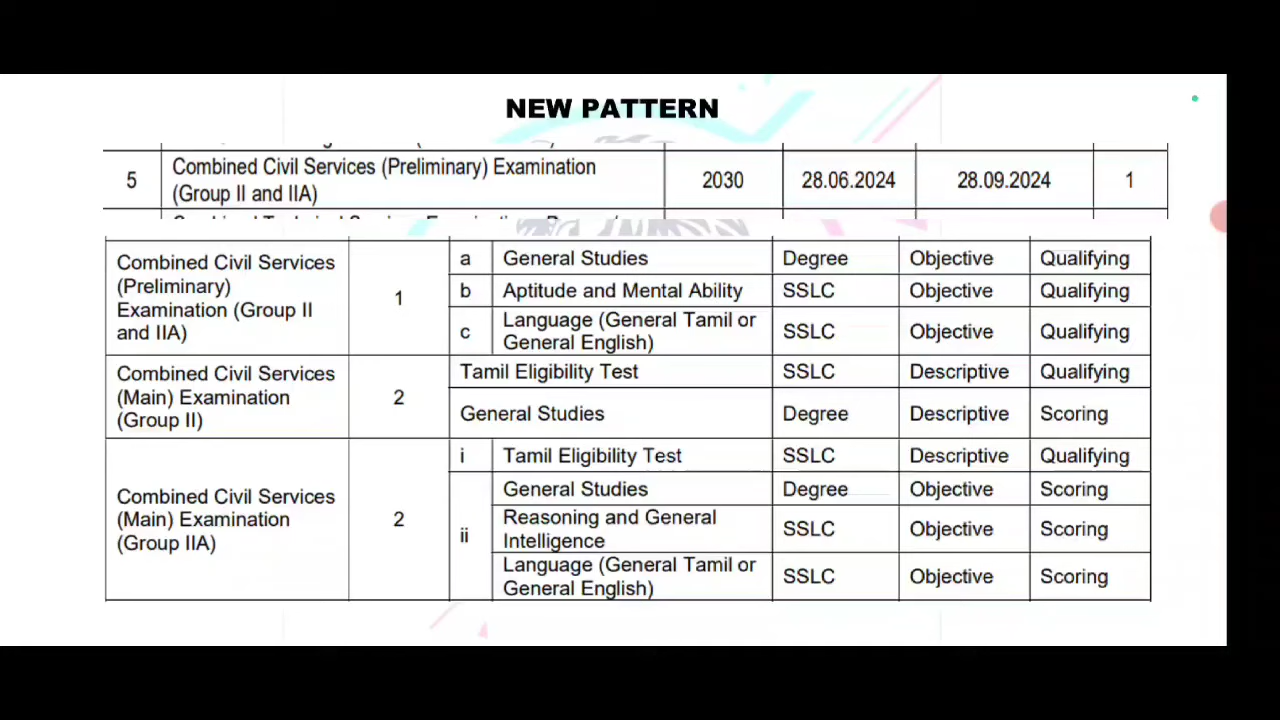 NEW PATTERN
5 Combined Civil Services (Preliminary) Examination 2030 28.06.2024 28.09.2024 1
(Group II and IIA)
Combined Civil Services
(Preliminary)
Examination (Group II
and IIA)
1
a General Studies Degree Objective Qualifying
b Aptitude and Mental Ability SSLC Objective Qualifying
c Language (General Tamil or
General English) SSLC Objective Qualifying
Combined Civil Services
(Main) Examination
(Group II)
2
Tamil Eligibility Test SSLC Descriptive Qualifying
General Studies Degree Descriptive Scoring
Combined Civil Services
(Main) Examination
(Group IIA)
2
i Tamil Eligibility Test SSLC Descriptive Qualifying
ii
General Studies Degree Objective Scoring
Reasoning and General
Intelligence SSLC Objective Scoring
Language (General Tamil or
General English) SSLC Objective Scoring